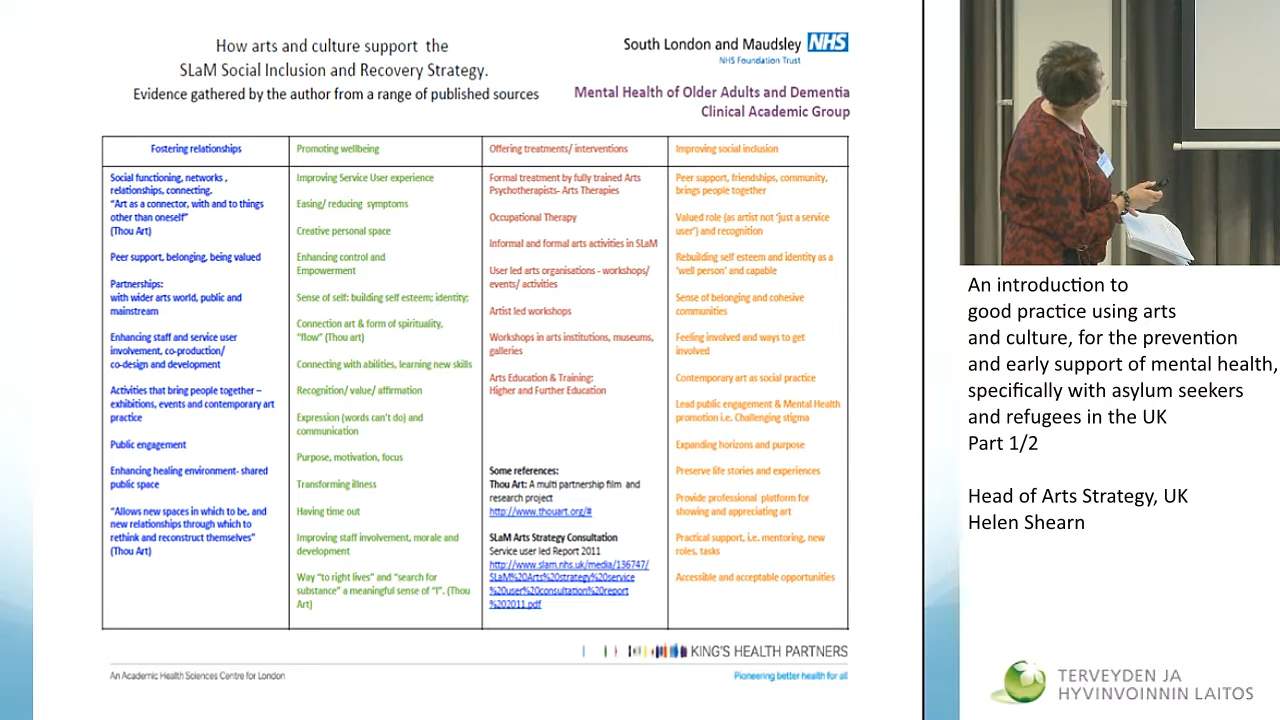 How arts and culture support the
SLaM Social Inclusion and Recovery Strategy.
Evidence gathered by the author from a range of published sources
South London and Maudsley NHS
NHS Foundation Trust
Mental Health of Older Adults and Dementia
Clinical Academic Group
Fostering relationships
Social functioning, networks ,
relationships, connecting.
“Art as a connector, with and to things
other than oneself”
(Thou Art)
Peer support, belonging, being valued
Partnerships:
with wider arts world, public and
mainstream
Enhancing staff and service user
involvement, co-production/
co-design and development
Activities that bring people together –
exhibitions, events and contemporary art
practice
Public engagement
Enhancing healing environment- shared
public space
“Allows new spaces in which to be, and
new relationships through which to
rethink and reconstruct themselves”
(Thou Art)
Promoting wellbeing
Improving Service User experience
Easing/ reducing symptoms
Creative personal space
Enhancing control and
Empowerment
Sense of self: building self esteem; identity;
Connection art & form of spirituality,
“flow” (Thou art)
Connecting with abilities, learning new skills
Recognition/ value/ affirmation
Expression (words can’t do) and
communication
Purpose, motivation, focus
Transforming illness
Having time out
Improving staff involvement, morale and
development
Way “to right lives” and “search for
substance” a meaningful sense of “I”. (Thou
Art)
Offering treatments/ interventions
Formal treatment by fully trained Arts
Psychotherapists- Arts Therapies
Occupational Therapy
Informal and formal arts activities in SLaM
User led arts organisations - workshops/
events/ activities
Artist led workshops
Workshops in arts institutions, museums,
galleries
Arts Education & Training:
Higher and Further Education
Some references:
Thou Art: A multi partnership film and
research project
http://www.thouart.org/#
SLaM Arts Strategy Consultation
Service user led Report 2011
http://www.slam.nhs.uk/media/136747/
SLaM%20Arts%20strategy%20service
%20user%20consultation%20report
%202011.pdf
Improving social inclusion
Peer support, friendships, community,
brings people together
Valued role (as artist not ‘just a service
user’) and recognition
Rebuilding self esteem and identity as a
‘well person’ and capable
Sense of belonging and cohesive
communities
Feeling involved and ways to get
involved
Contemporary art as social practice
Lead public engagement & Mental Health
promotion i.e. Challenging stigma
Expanding horizons and purpose
Preserve life stories and experiences
Provide professional platform for
showing and appreciating art
Practical support, i.e. mentoring, new
roles, tasks
Accessible and acceptable opportunities
KING'S HEALTH PARTNERS
An Academic Health Sciences Centre for London
Pioneering better health for all
An introduction to
good practice using arts
and culture, for the prevention
and early support of mental health,
specifically with asylum seekers
and refugees in the UK
Part 1/2
Head of Arts Strategy, UK
Helen Shearn
TERVEYDEN JA
HYVINVOINNIN LAITOS